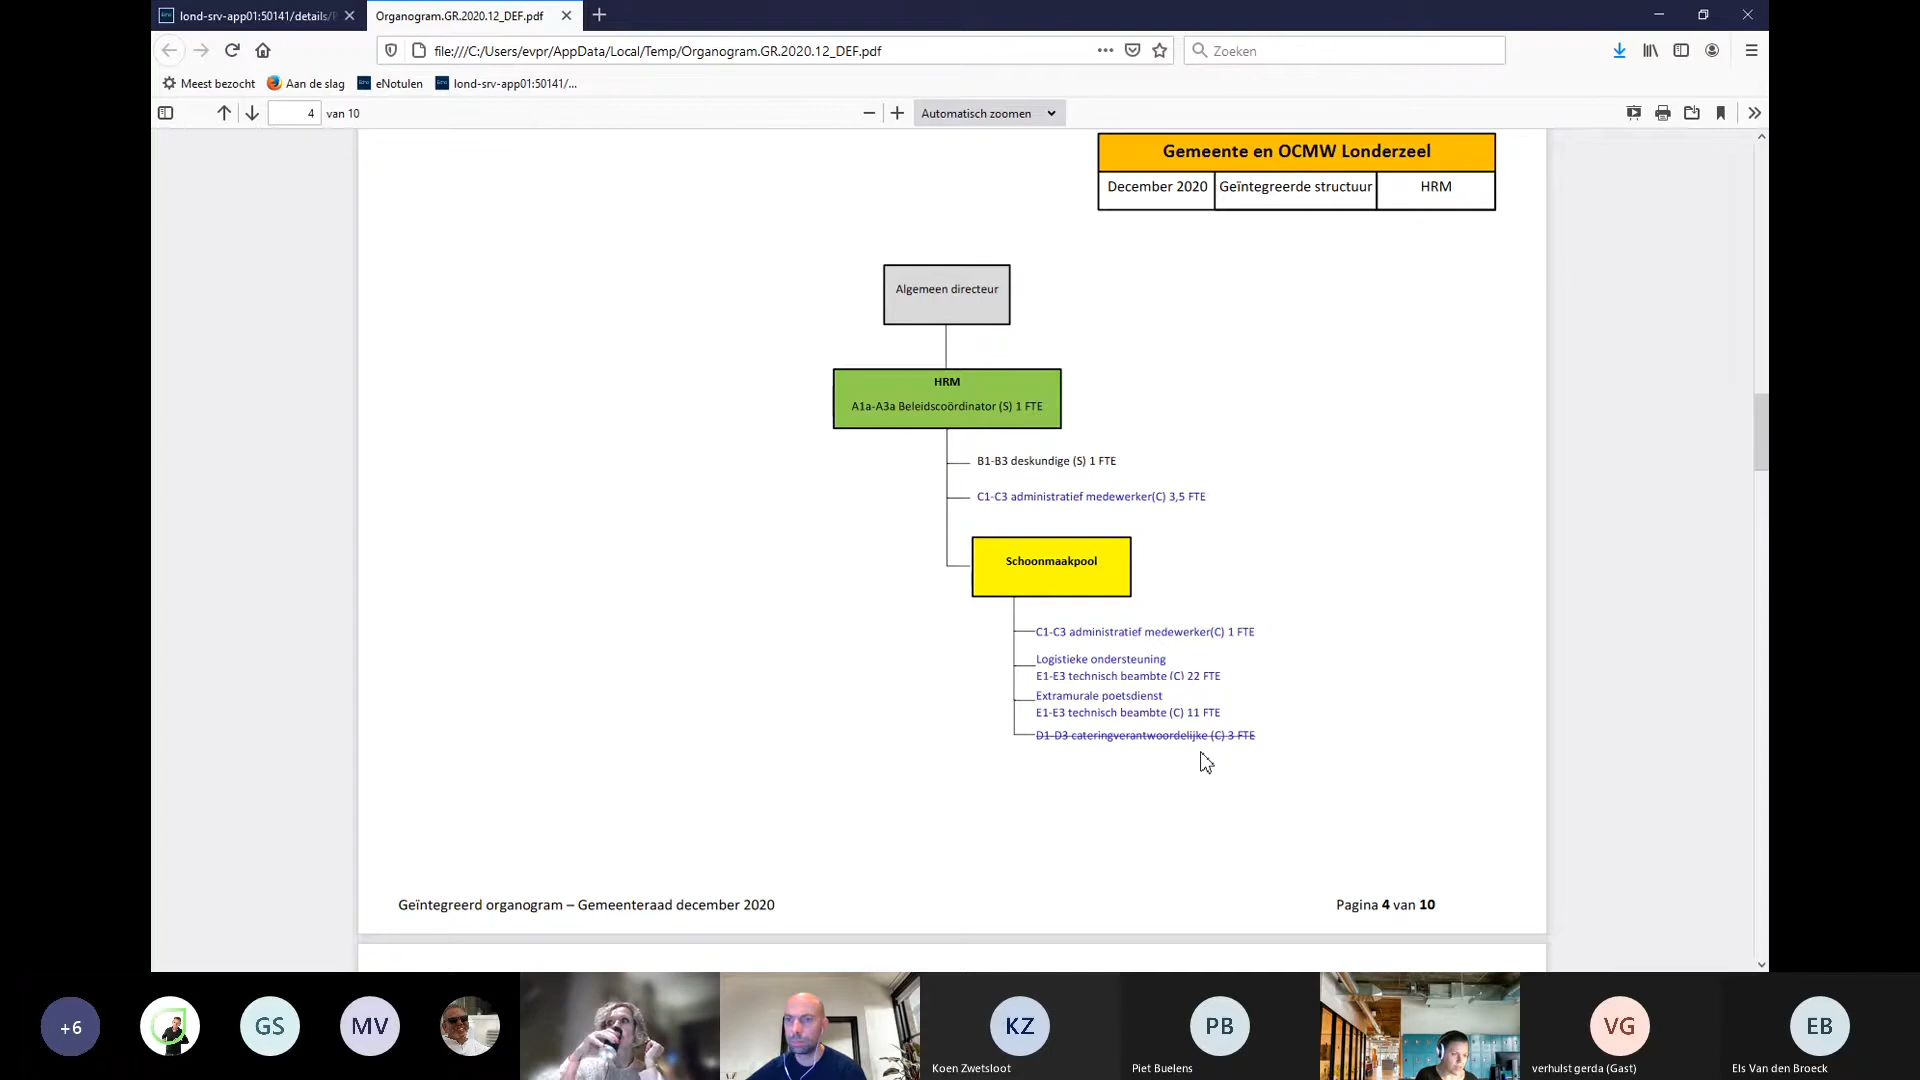 lond-srv-app01:50141/details/
Organogram.GR.2020.12_DEF.pdf
file:///C:/Users/evpr/AppData/Local/Temp/Organogram.GR.2020.12_DEF.pdf
Zoeken
Meest bezocht
Aan de slag
eNotulen
lond-srv-app01:50141/...
4
van 10
Automatisch zoomen
Gemeente en OCMW Londerzeel
December 2020
Geïntegreerde structuur
HRM
Algemeen directeur
HRM
A1a-A3a Beleidscoördinator (S) 1 FTE
B1-B3 deskundige (S) 1 FTE
C1-C3 administratief medewerker(C) 3,5 FTE
Schoonmaakpool
C1-C3 administratief medewerker(C) 1 FTE
Logistieke ondersteuning
E1-E3 technisch beambte (C) 22 FTE
Extramurale poetsdienst
E1-E3 technisch beambte (C) 11 FTE
D1-D3 cateringverantwoordelijke (C) 3 FTE
Geïntegreerd organogram – Gemeenteraad december 2020
Pagina 4 van 10
+6
GS
MV
KZ
Koen Zwetsloot
PB
Piet Buelens
VG
verhulst gerda (Gast)
EB
Els Van den Broeck